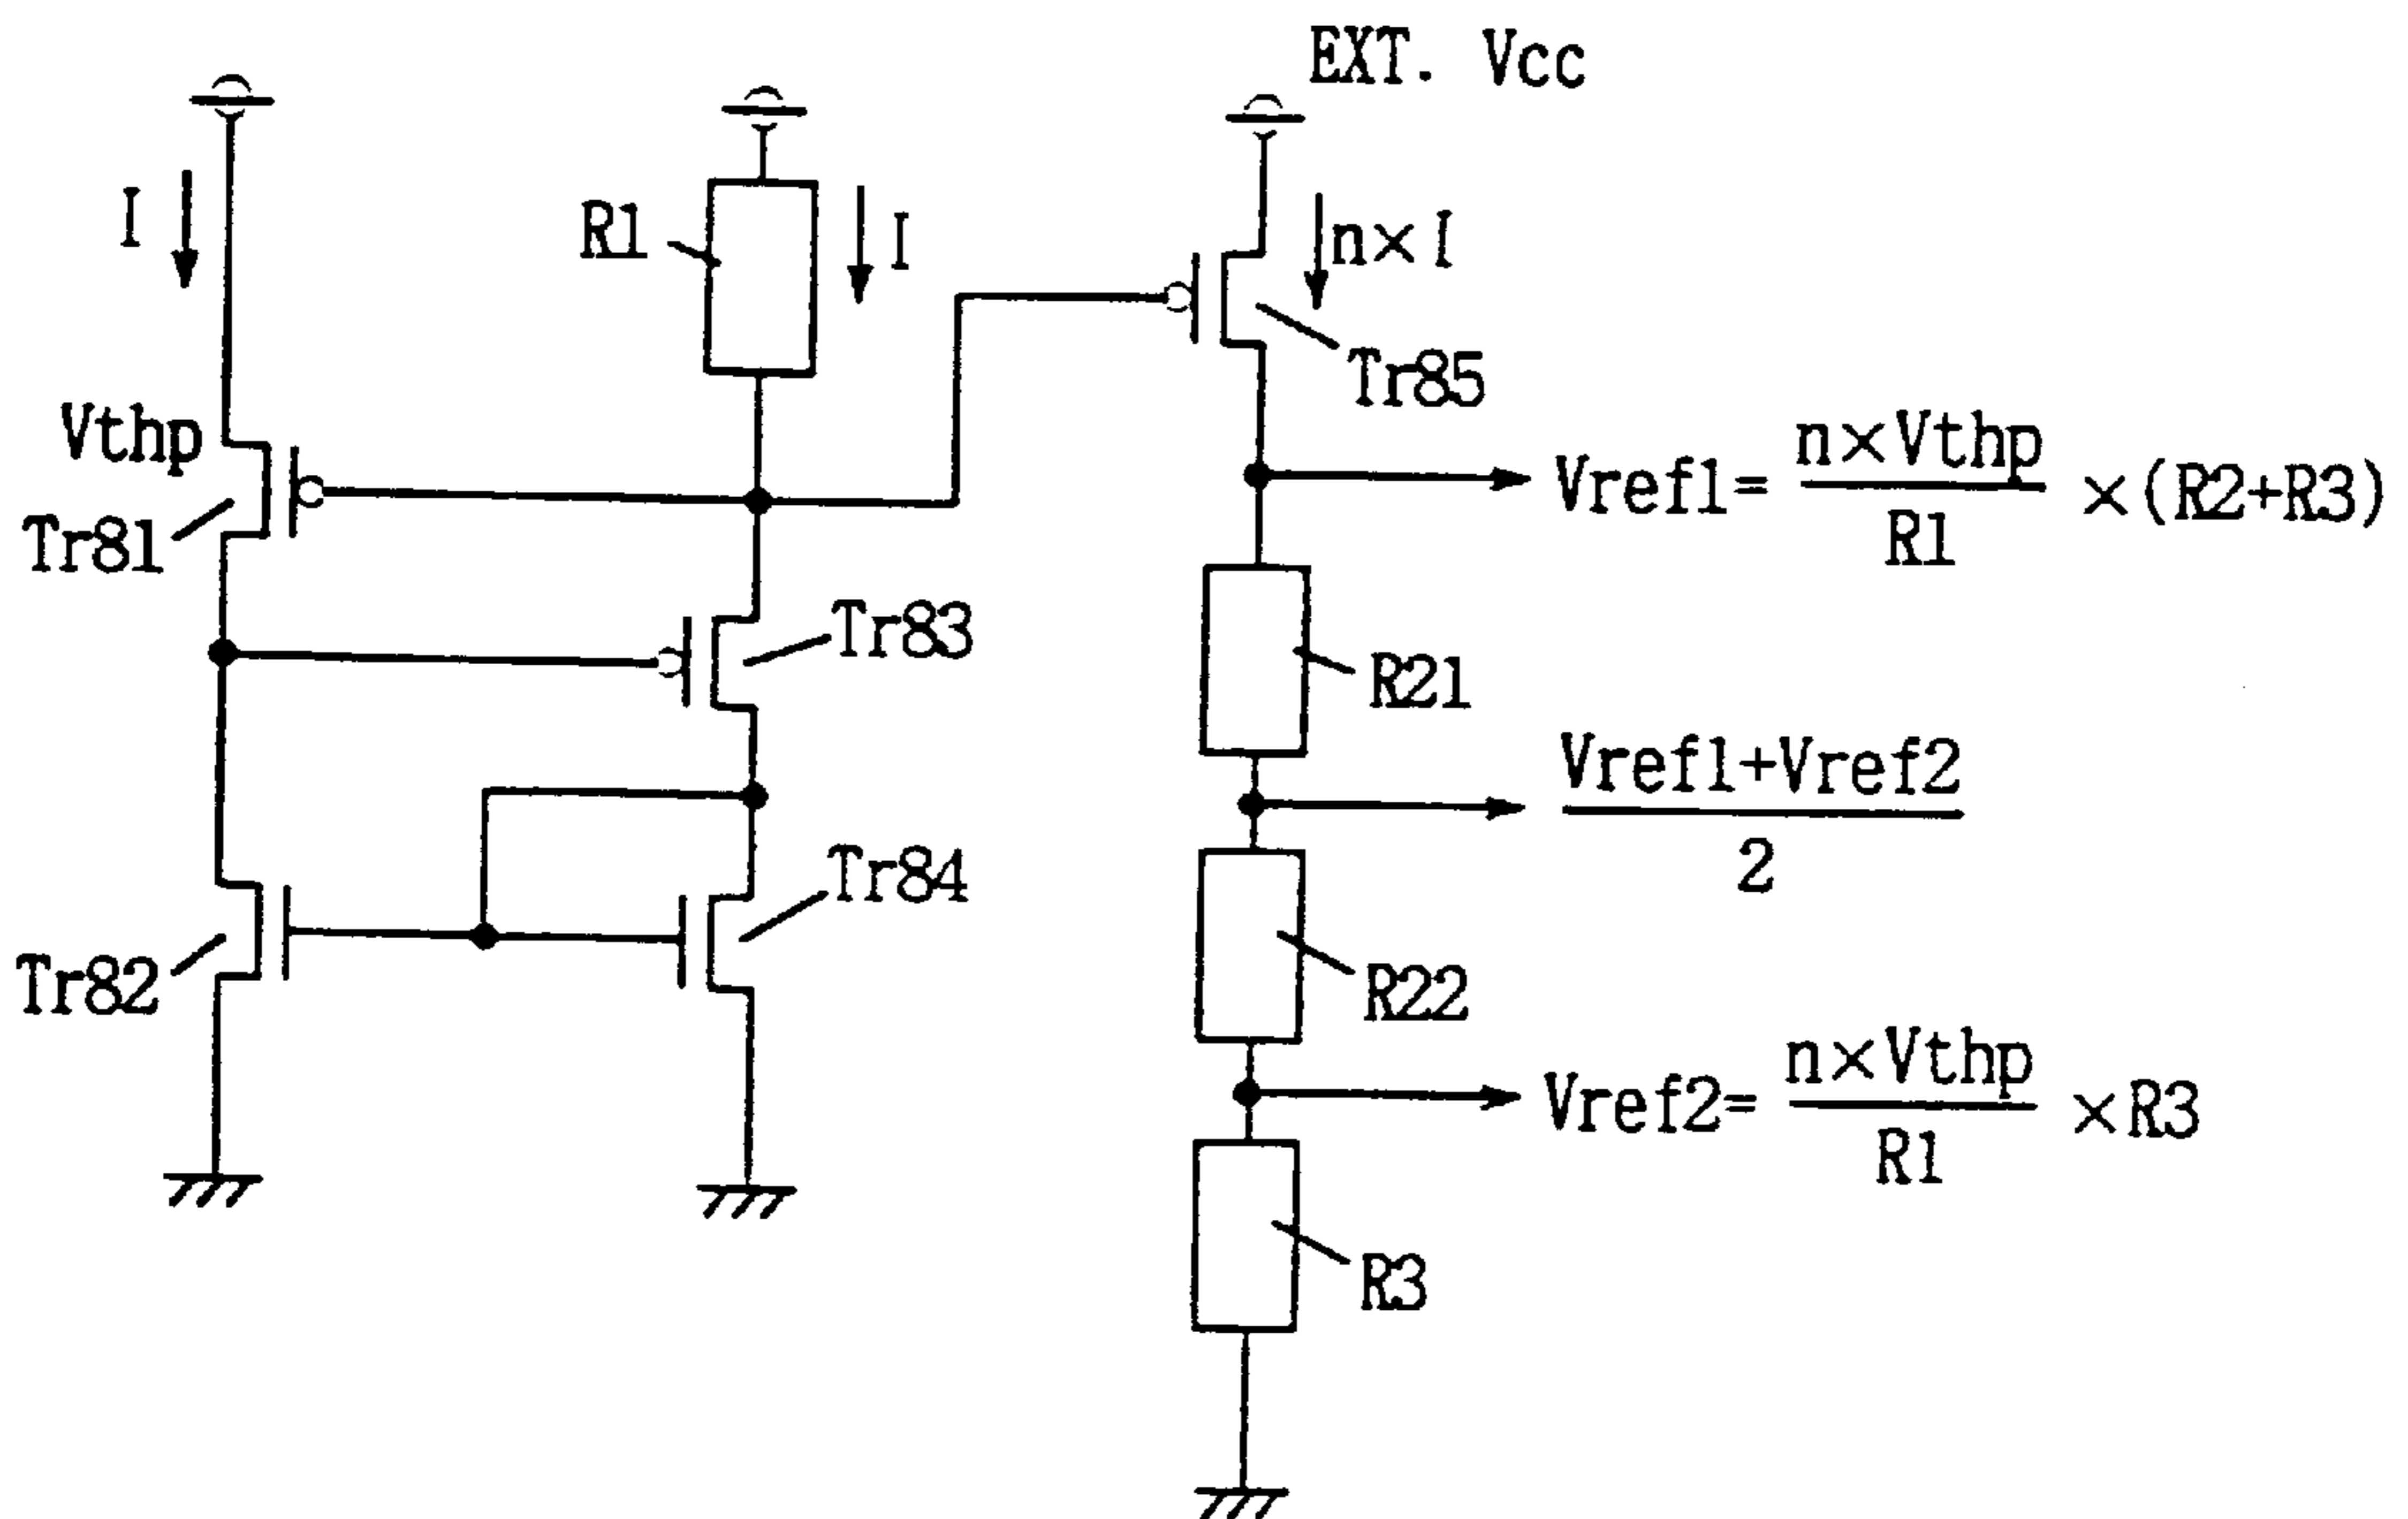 EXT. Vcc
I
R1
I
n×I
Tr85
Vthp
Tr81
Vref1= n×Vthp / R1 ×(R2+R3)
Tr83
R21
Vref1+Vref2 / 2
Tr84
Tr82
R22
Vref2= n×Vthp / R1 ×R3
R3